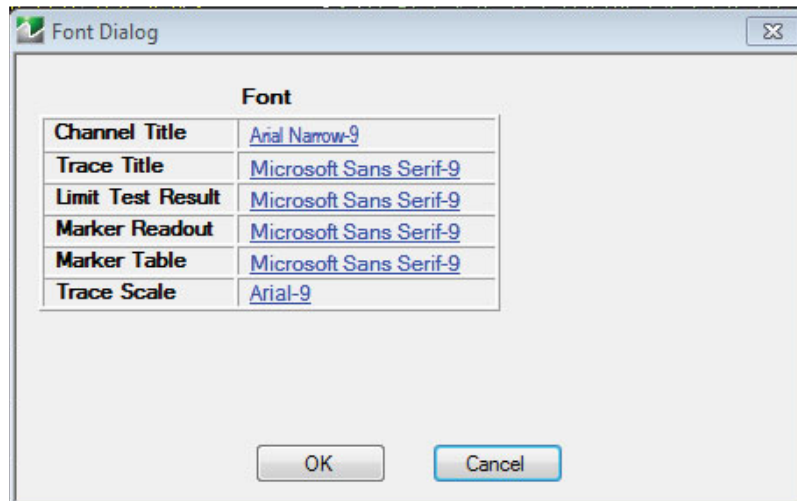 Font Dialog
Font
Channel Title Arial Narrow-9
Trace Title Microsoft Sans Serif-9
Limit Test Result Microsoft Sans Serif-9
Marker Readout Microsoft Sans Serif-9
Marker Table Microsoft Sans Serif-9
Trace Scale Arial-9
OK Cancel